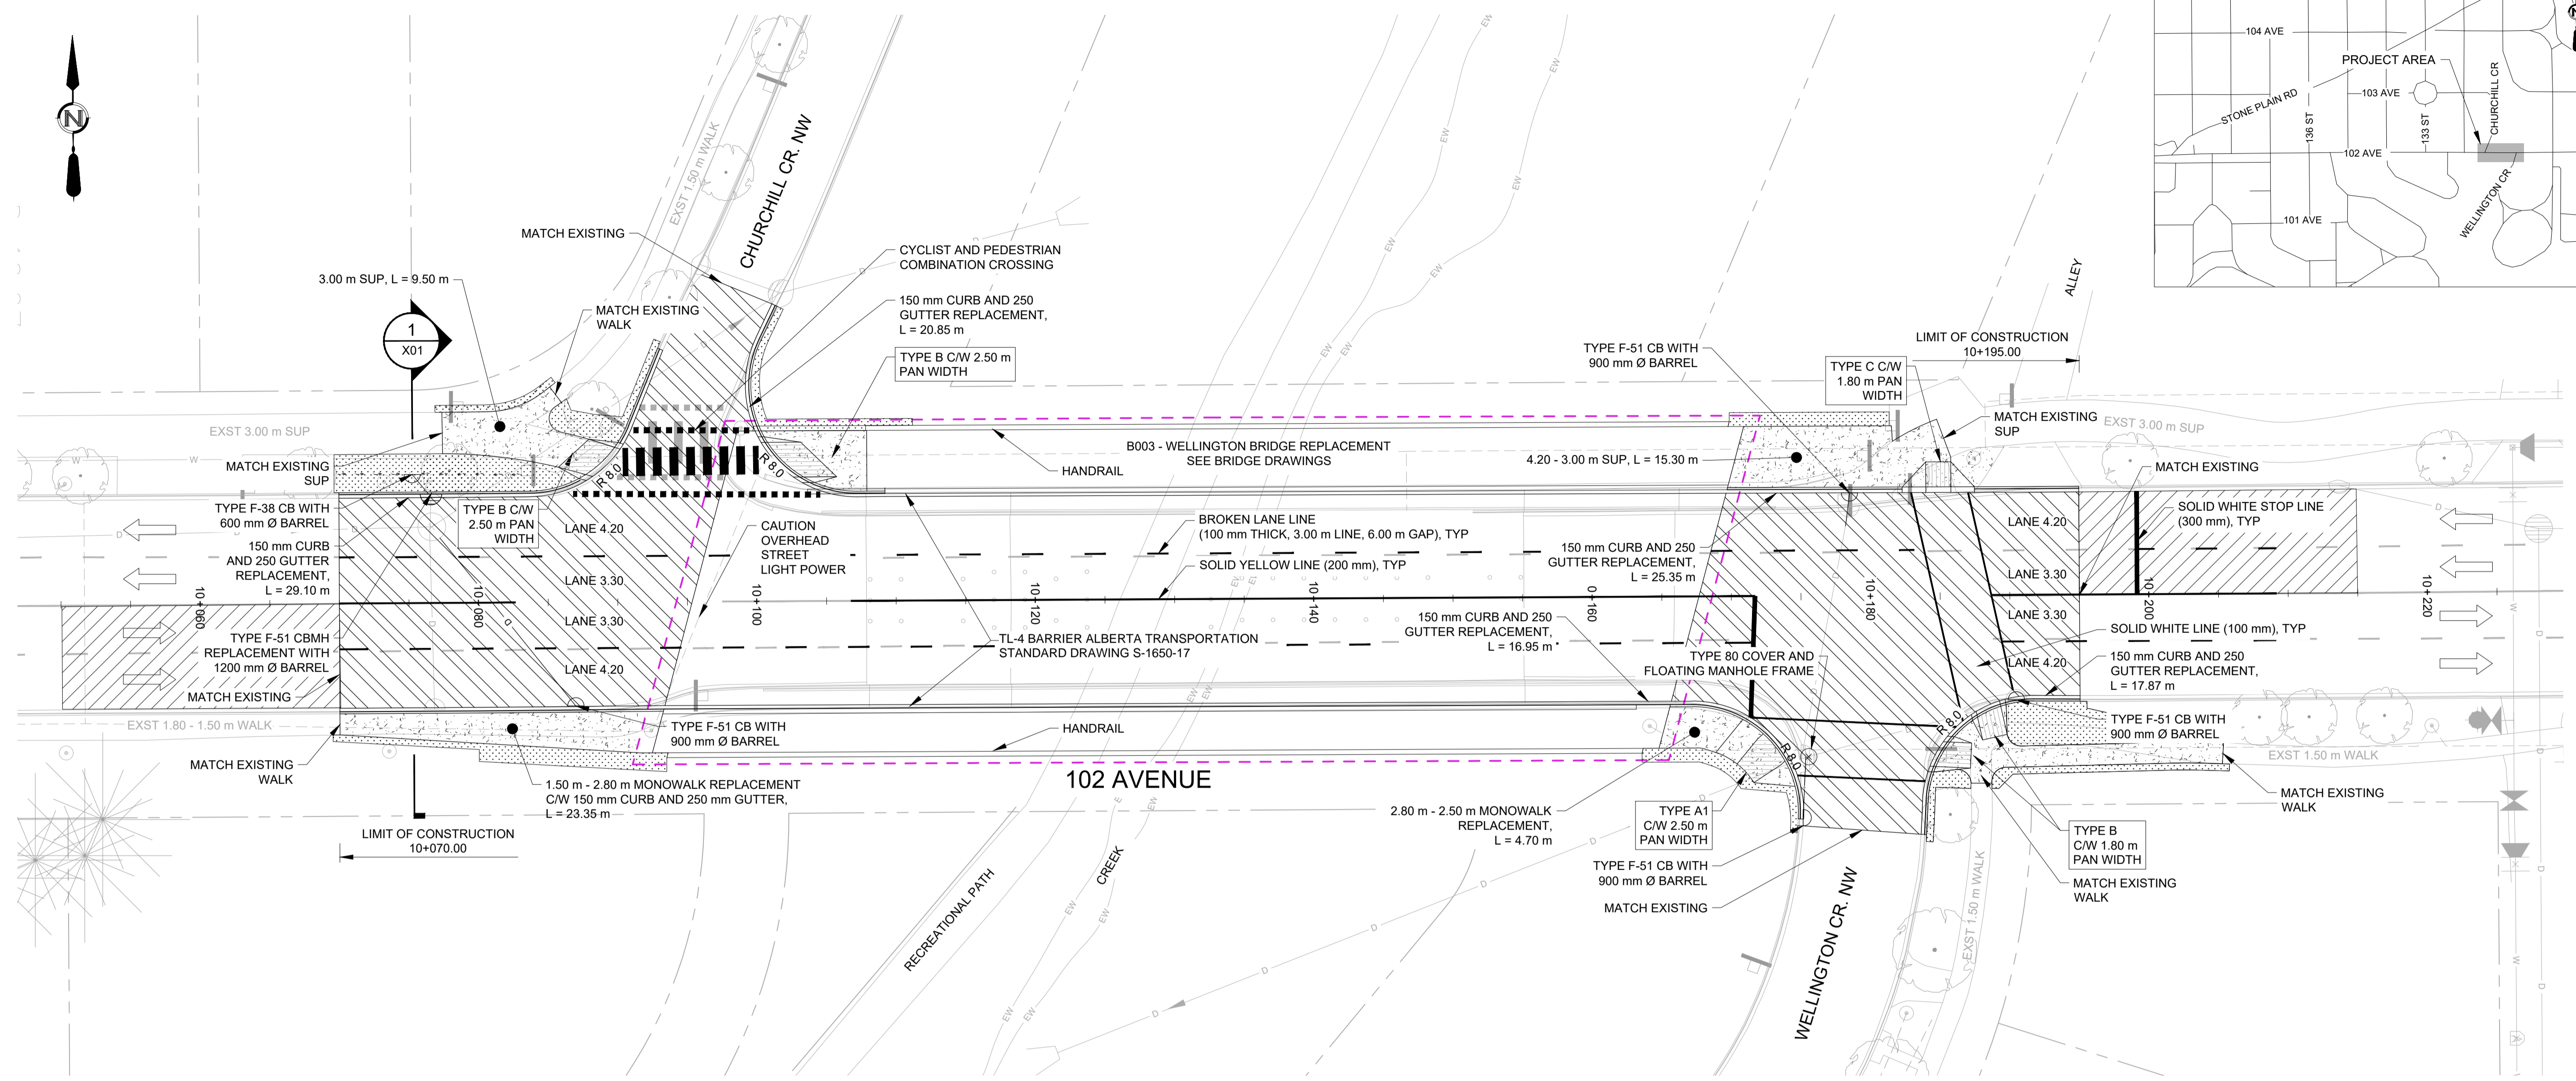 N
104 AVE
PROJECT AREA
103 AVE
STONE PLAIN RD
136 ST
133 ST
CHURCHILL CR
102 AVE
101 AVE
WELLINGTON CR
N
EXST 1.50 m WALK
CHURCHILL CR. NW
MATCH EXISTING
CYCLIST AND PEDESTRIAN
COMBINATION CROSSING
3.00 m SUP, L = 9.50 m
150 mm CURB AND 250
GUTTER REPLACEMENT,
L = 20.85 m
MATCH EXISTING
WALK
1
X01
TYPE B C/W 2.50 m
PAN WIDTH
ALLEY
LIMIT OF CONSTRUCTION
10+195.00
TYPE F-51 CB WITH
900 mm Ø BARREL
TYPE C C/W
1.80 m PAN
WIDTH
MATCH EXISTING
SUP
EXST 3.00 m SUP
EXST 3.00 m SUP
B003 - WELLINGTON BRIDGE REPLACEMENT
SEE BRIDGE DRAWINGS
HANDRAIL
4.20 - 3.00 m SUP, L = 15.30 m
MATCH EXISTING
MATCH EXISTING
SUP
R 8.0
R 8.0
TYPE F-38 CB WITH
600 mm Ø BARREL
TYPE B C/W
2.50 m PAN
WIDTH
LANE 4.20
CAUTION
OVERHEAD
STREET
LIGHT POWER
BROKEN LANE LINE
(100 mm THICK, 3.00 m LINE, 6.00 m GAP), TYP
SOLID YELLOW LINE (200 mm), TYP
150 mm CURB AND 250
GUTTER REPLACEMENT,
L = 25.35 m
LANE 4.20
SOLID WHITE STOP LINE
(300 mm), TYP
150 mm CURB
AND 250 GUTTER
REPLACEMENT,
L = 29.10 m
LANE 3.30
LANE 3.30
10+060
10+080
10+100
10+120
10+140
0+160
10+180
10+200
10+220
LANE 3.30
LANE 3.30
150 mm CURB AND 250
GUTTER REPLACEMENT,
L = 16.95 m
SOLID WHITE LINE (100 mm), TYP
TYPE F-51 CBMH
REPLACEMENT WITH
1200 mm Ø BARREL
TL-4 BARRIER ALBERTA TRANSPORTATION
STANDARD DRAWING S-1650-17
TYPE 80 COVER AND
FLOATING MANHOLE FRAME
LANE 4.20
LANE 4.20
150 mm CURB AND 250
GUTTER REPLACEMENT,
L = 17.87 m
MATCH EXISTING
EXST 1.80 - 1.50 m WALK
TYPE F-51 CB WITH
900 mm Ø BARREL
HANDRAIL
R 8.0
R 8.0
TYPE F-51 CB WITH
900 mm Ø BARREL
EXST 1.50 m WALK
MATCH EXISTING
WALK
1.50 m - 2.80 m MONOWALK REPLACEMENT
C/W 150 mm CURB AND 250 mm GUTTER,
L = 23.35 m
102 AVENUE
2.80 m - 2.50 m MONOWALK
REPLACEMENT,
L = 4.70 m
TYPE A1
C/W 2.50 m
PAN WIDTH
MATCH EXISTING
WALK
LIMIT OF CONSTRUCTION
10+070.00
TYPE B
C/W 1.80 m
PAN WIDTH
TYPE F-51 CB WITH
900 mm Ø BARREL
MATCH EXISTING
WALK
MATCH EXISTING
RECREATIONAL PATH
CREEK
WELLINGTON CR. NW
EXST 1.50 m WALK